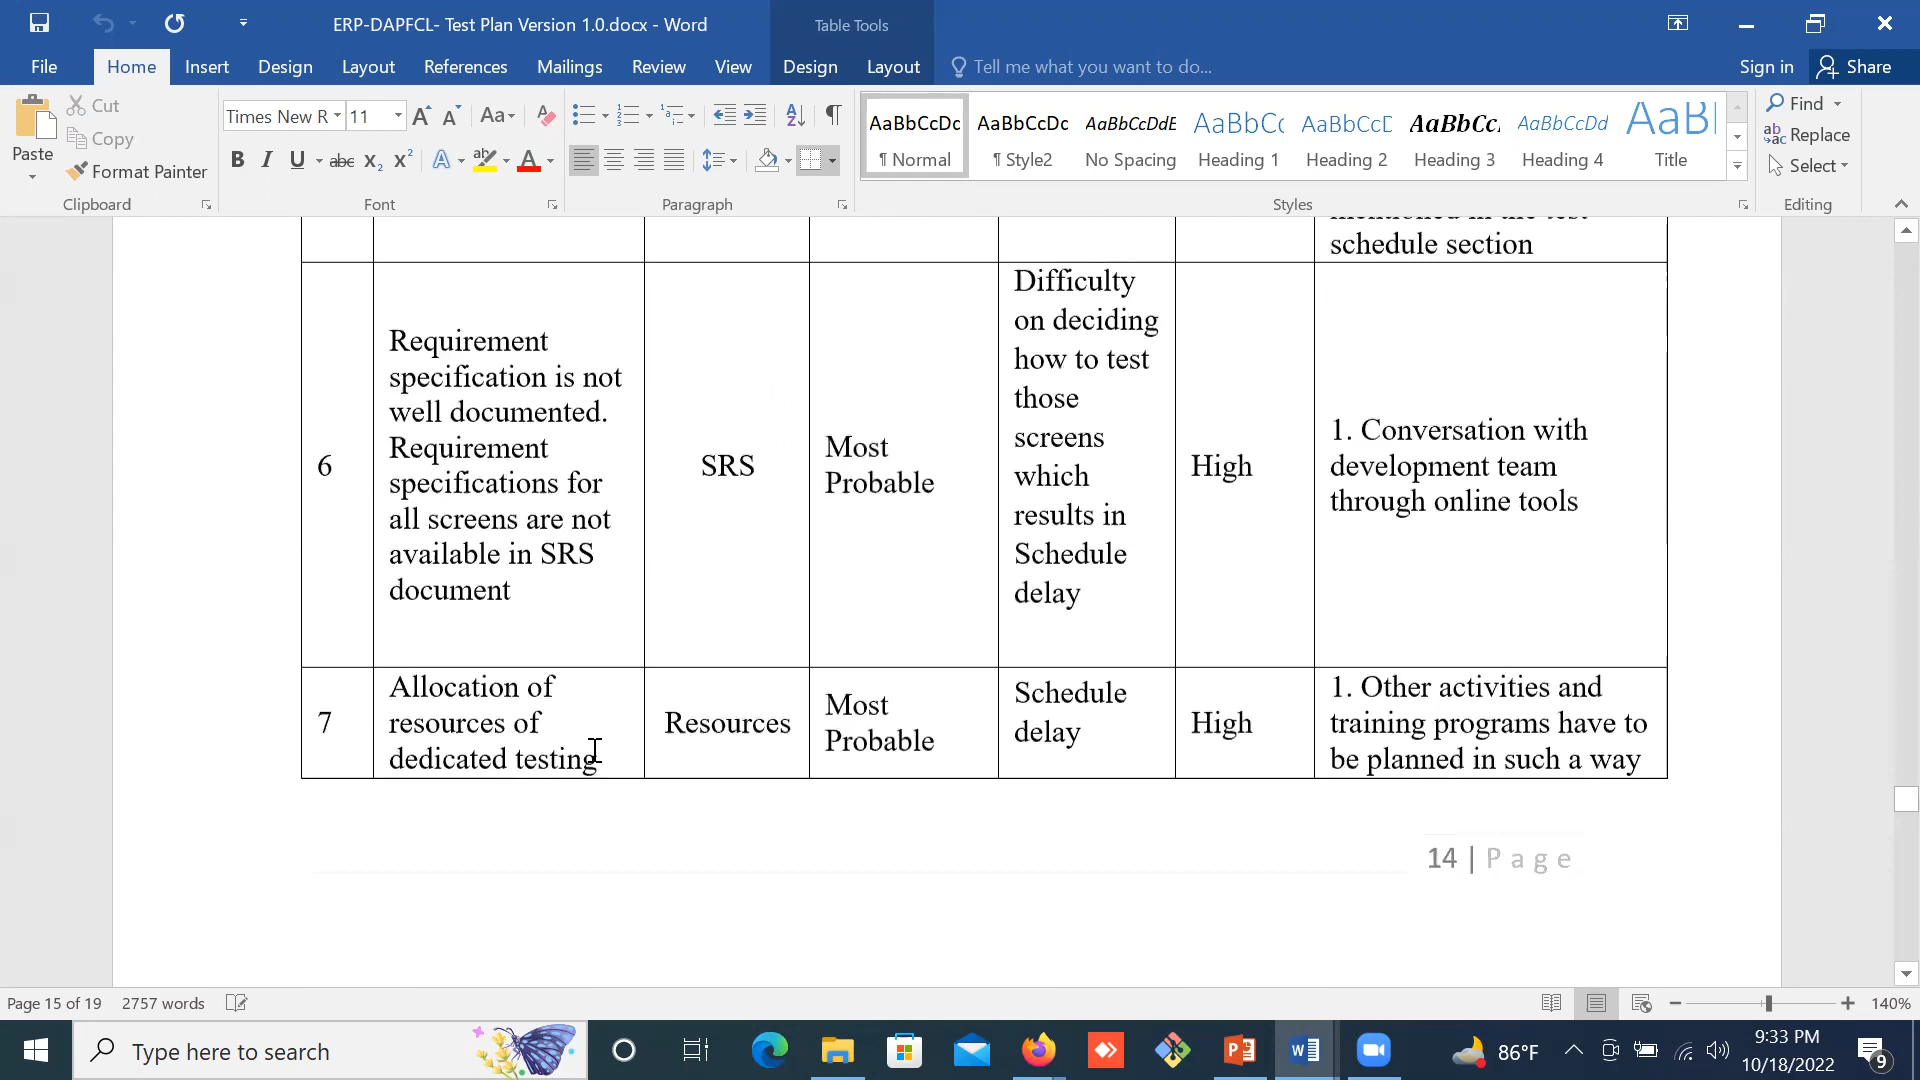 ERP-DAPFCL- Test Plan Version 1.0.docx - Word
Table Tools
File
Home
Insert
Design
Layout
References
Mailings
Review
View
Design
Layout
Tell me what you want to do...
Sign in
Share
Paste
Cut
Copy
Format Painter
Clipboard
Times New R
11
Font
Paragraph
AaBbCcDc
¶ Normal
AaBbCcDc
¶ Style2
AaBbCcDdE
No Spacing
AaBbC
Heading 1
AaBbCcD
Heading 2
AaBbCc
Heading 3
AaBbCcDd
Heading 4
AaB
Title
Styles
Find
Replace
Select
Editing
mentioned in the test
schedule section
6
Requirement
specification is not
well documented.
Requirement
specifications for
all screens are not
available in SRS
document
SRS
Most
Probable
Difficulty
on deciding
how to test
those
screens
which
results in
Schedule
delay
High
1. Conversation with
development team
through online tools
7
Allocation of
resources of
dedicated testing
Resources
Most
Probable
Schedule
delay
High
1. Other activities and
training programs have to
be planned in such a way
14 | Page
Page 15 of 19
2757 words
140%
Type here to search
86°F
9:33 PM
10/18/2022
9